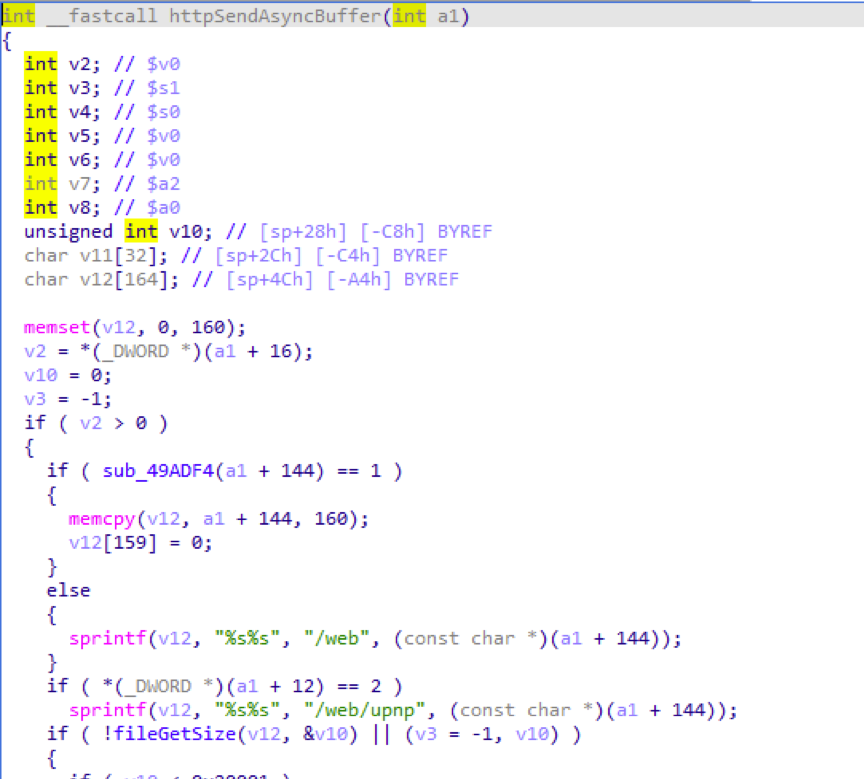 int __fastcall httpSendAsyncBuffer(int a1)
{
int v2; // $v0
int v3; // $s1
int v4; // $s0
int v5; // $v0
int v6; // $v0
int v7; // $a2
int v8; // $a0
unsigned int v10; // [sp+28h] [-C8h] BYREF
char v11[32]; // [sp+2Ch] [-C4h] BYREF
char v12[164]; // [sp+4Ch] [-A4h] BYREF
memset(v12, 0, 160);
v2 = *(_DWORD *)(a1 + 16);
v10 = 0;
v3 = -1;
if ( v2 > 0 )
{
if ( sub_49ADF4(a1 + 144) == 1 )
{
memcpy(v12, a1 + 144, 160);
v12[159] = 0;
}
else
{
sprintf(v12, "%s%s", "/web", (const char *)(a1 + 144));
}
if ( *(_DWORD *)(a1 + 12) == 2 )
sprintf(v12, "%s%s", "/web/upnp", (const char *)(a1 + 144));
if ( !fileGetSize(v12, &v10) || (v3 = -1, v10) )
{